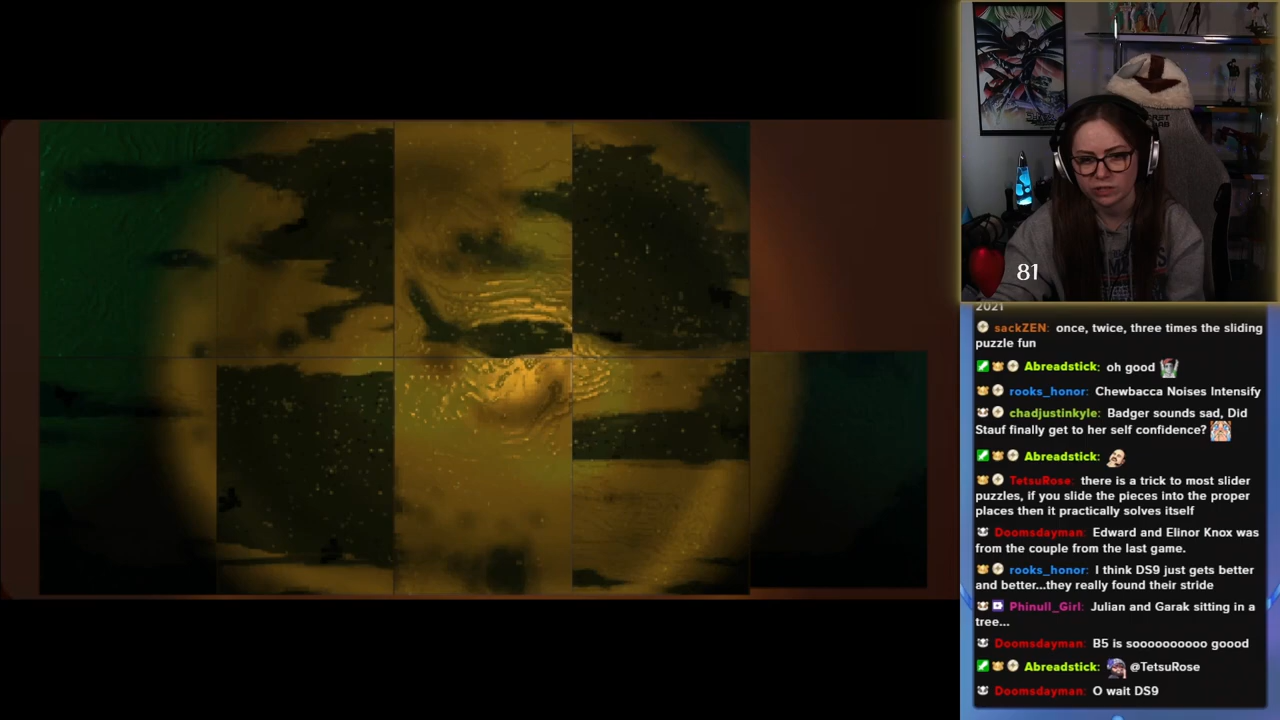 81
2021
sackZEN: once, twice, three times the sliding
puzzle fun
Abreadstick: oh good
rooks_honor: Chewbacca Noises Intensify
chadjustinkyle: Badger sounds sad, Did
Stauf finally get to her self confidence?
Abreadstick:
TetsuRose: there is a trick to most slider
puzzles, if you slide the pieces into the proper
places then it practically solves itself
Doomsdayman: Edward and Elinor Knox was
from the couple from the last game.
rooks_honor: I think DS9 just gets better
and better...they really found their stride
Phinull_Girl: Julian and Garak sitting in a
tree...
Doomsdayman: B5 is soooooooooo goood
Abreadstick: @TetsuRose
Doomsdayman: O wait DS9